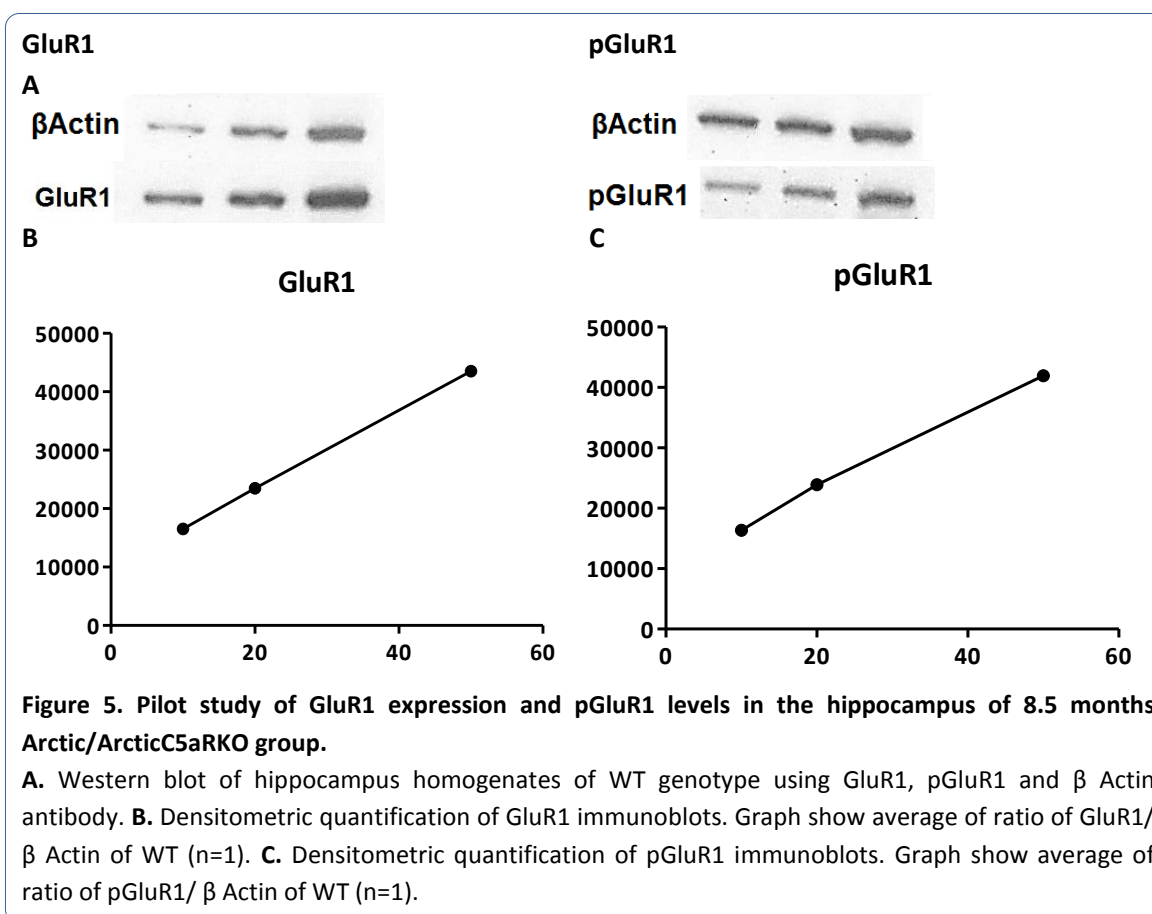 GluR1
pGluR1
A
βActin
GluR1
βActin
pGluR1
B
C
GluR1
50000
40000
30000
20000
10000
0
0 20 40 60
pGluR1
50000
40000
30000
20000
10000
0
0 20 40 60
Figure 5. Pilot study of GluR1 expression and pGluR1 levels in the hippocampus of 8.5 months
Arctic/ArcticC5aRKO group.
A. Western blot of hippocampus homogenates of WT genotype using GluR1, pGluR1 and β Actin
antibody. B. Densitometric quantification of GluR1 immunoblots. Graph show average of ratio of GluR1/
β Actin of WT (n=1). C. Densitometric quantification of pGluR1 immunoblots. Graph show average of
ratio of pGluR1/ β Actin of WT (n=1).